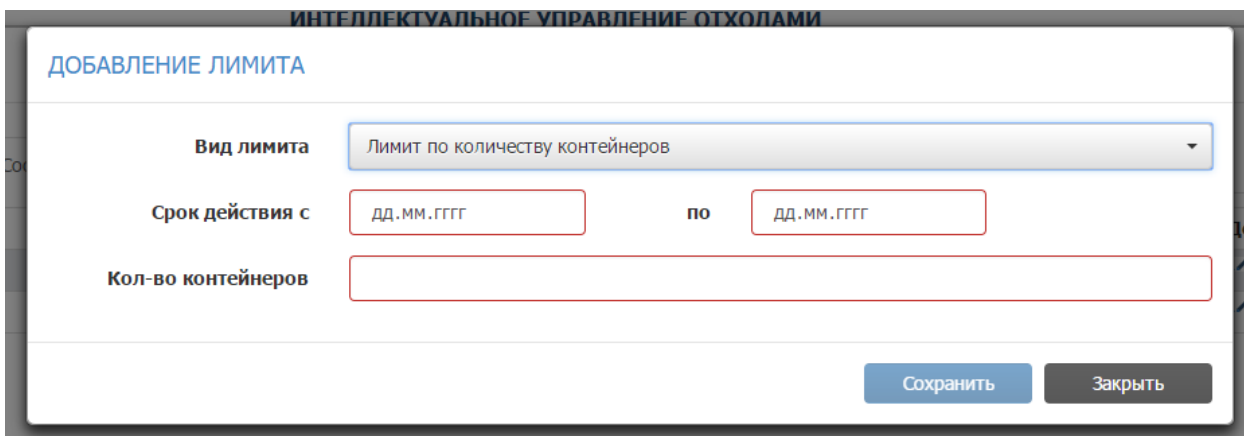 ИНТЕЛЛЕКТУАЛЬНОЕ УПРАВЛЕНИЕ ОТХОДАМИ
ДОБАВЛЕНИЕ ЛИМИТА
Вид лимита Лимит по количеству контейнеров
Срок действия с дд.мм.гггг по дд.мм.гггг
Кол-во контейнеров
Сохранить Закрыть